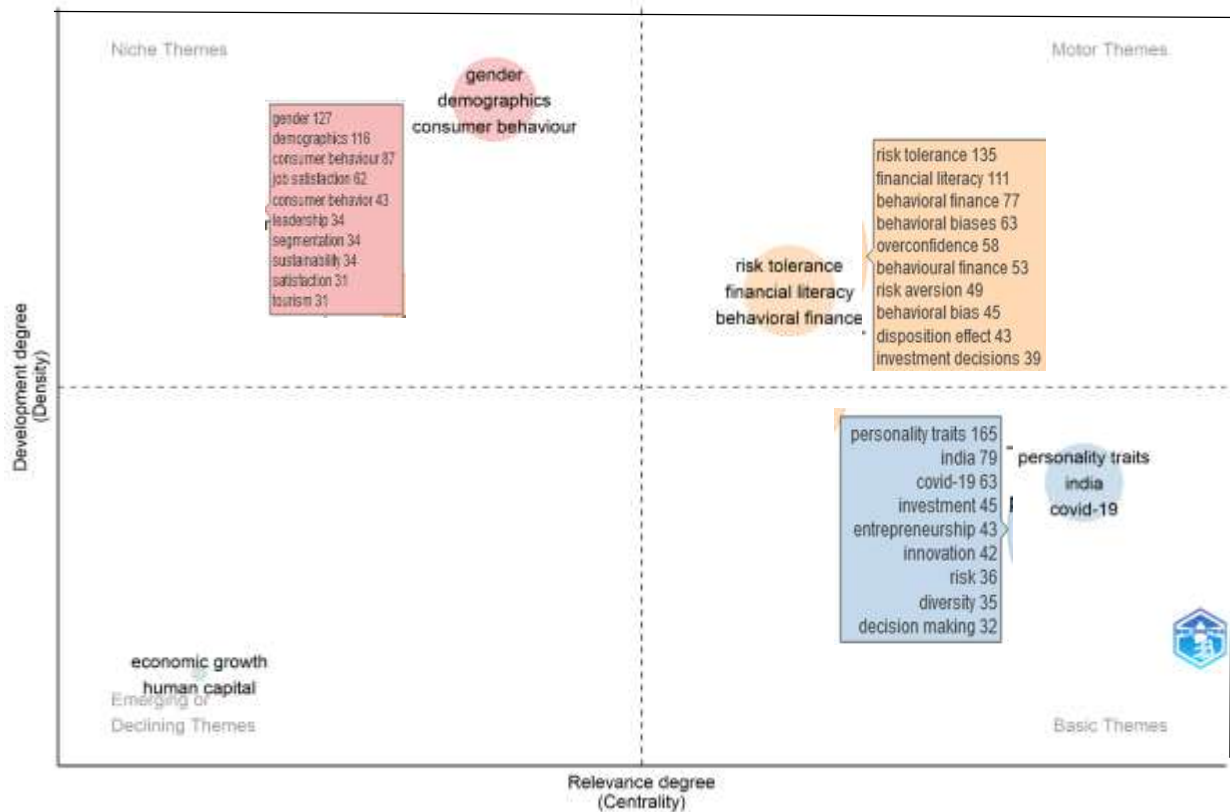 Niche Themes
Motor Themes
gender
demographics
consumer behaviour
gender 127
demographics 116
consumer behaviour 87
job satisfaction 62
consumer behavior 43
leadership 34
segmentation 34
sustainability 34
satisfaction 31
tourism 31
risk tolerance
financial literacy
behavioral finance
risk tolerance 135
financial literacy 111
behavioral finance 77
behavioral biases 63
overconfidence 58
behavioural finance 53
risk aversion 49
behavioral bias 45
disposition effect 43
investment decisions 39
Development degree
(Density)
personality traits 165
india 79
covid-19 63
investment 45
entrepreneurship 43
innovation 42
risk 36
diversity 35
decision making 32
personality traits
india
covid-19
economic growth
human capital
Emerging or
Declining Themes
Basic Themes
Relevance degree
(Centrality)